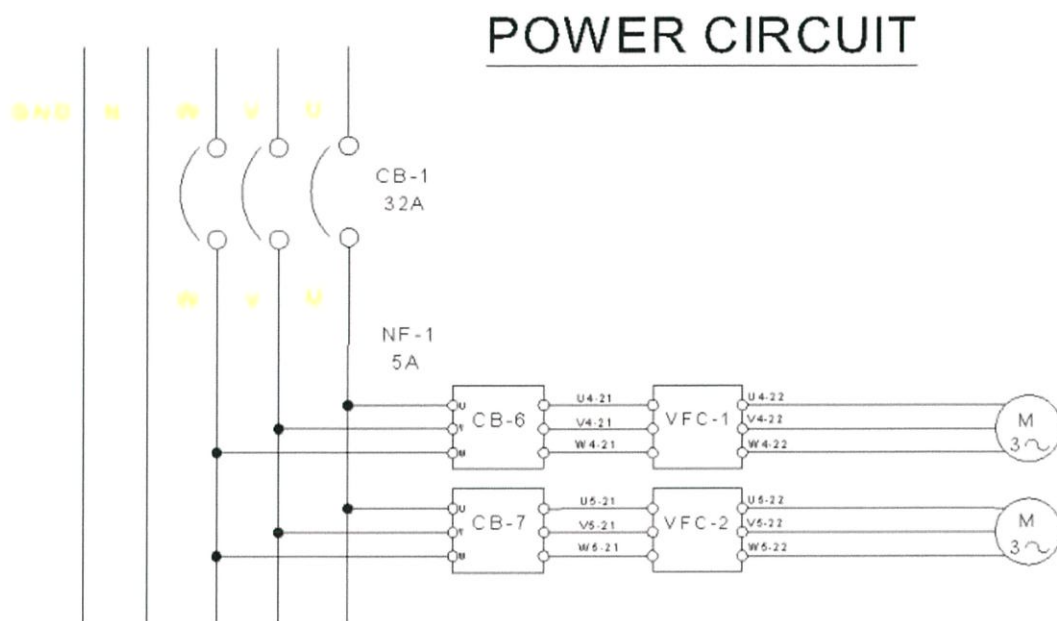 POWER CIRCUIT
GND N W V U
CB-1
32A
W V U
NF-1
5A
U CB-6 U4-21 VFC-1 U4-22
V4-21 V4-22
W4-21 W4-22
M
3
U CB-7 U5-21 VFC-2 U5-22
V5-21 V5-22
W5-21 W5-22
M
3